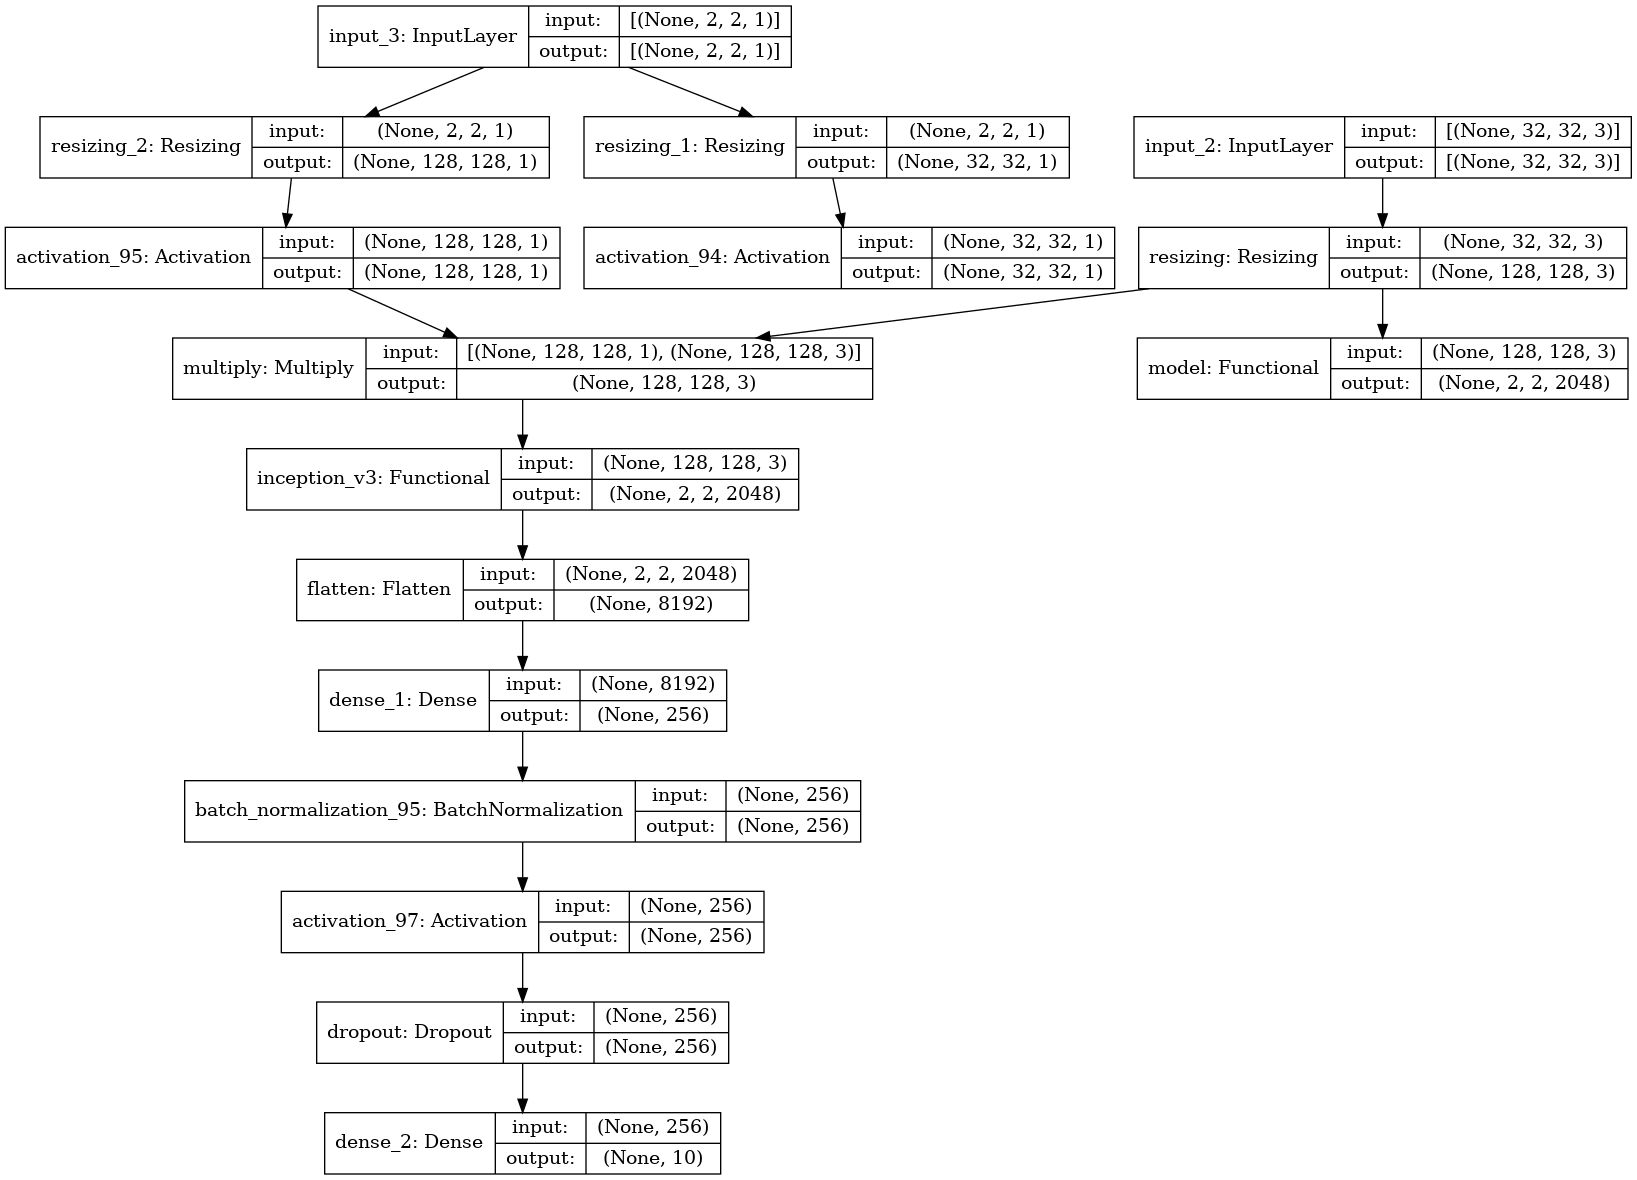 input_3: InputLayer
input: [(None, 2, 2, 1)]
output: [(None, 2, 2, 1)]
resizing_2: Resizing
input: (None, 2, 2, 1)
output: (None, 128, 128, 1)
resizing_1: Resizing
input: (None, 2, 2, 1)
output: (None, 32, 32, 1)
input_2: InputLayer
input: [(None, 32, 32, 3)]
output: [(None, 32, 32, 3)]
activation_95: Activation
input: (None, 128, 128, 1)
output: (None, 128, 128, 1)
activation_94: Activation
input: (None, 32, 32, 1)
output: (None, 32, 32, 1)
resizing: Resizing
input: (None, 32, 32, 3)
output: (None, 128, 128, 3)
multiply: Multiply
input: [(None, 128, 128, 1), (None, 128, 128, 3)]
output: (None, 128, 128, 3)
model: Functional
input: (None, 128, 128, 3)
output: (None, 2, 2, 2048)
inception_v3: Functional
input: (None, 128, 128, 3)
output: (None, 2, 2, 2048)
flatten: Flatten
input: (None, 2, 2, 2048)
output: (None, 8192)
dense_1: Dense
input: (None, 8192)
output: (None, 256)
batch_normalization_95: BatchNormalization
input: (None, 256)
output: (None, 256)
activation_97: Activation
input: (None, 256)
output: (None, 256)
dropout: Dropout
input: (None, 256)
output: (None, 256)
dense_2: Dense
input: (None, 256)
output: (None, 10)